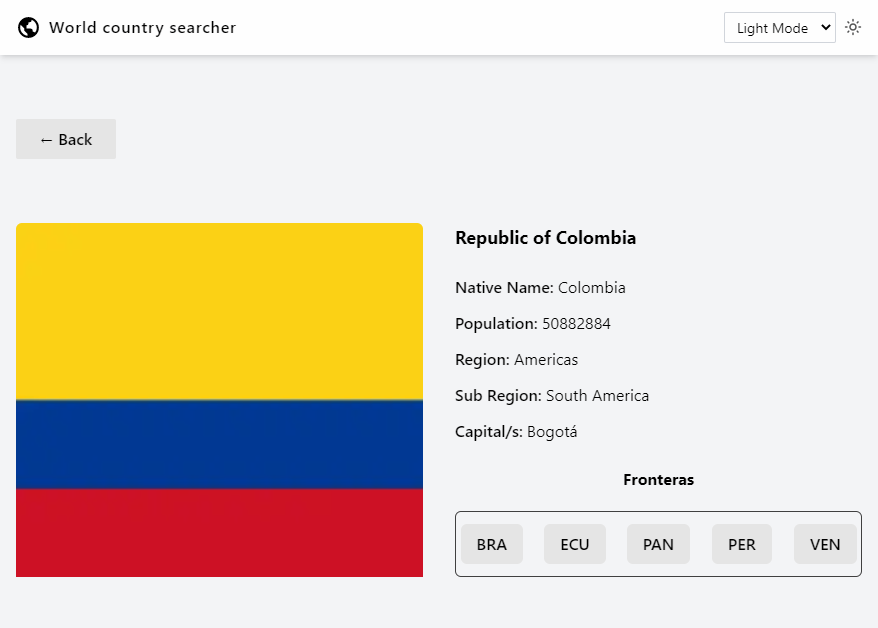 World country searcher
Light Mode
← Back
Republic of Colombia
Native Name: Colombia
Population: 50882884
Region: Americas
Sub Region: South America
Capital/s: Bogotá
Fronteras
BRA ECU PAN PER VEN